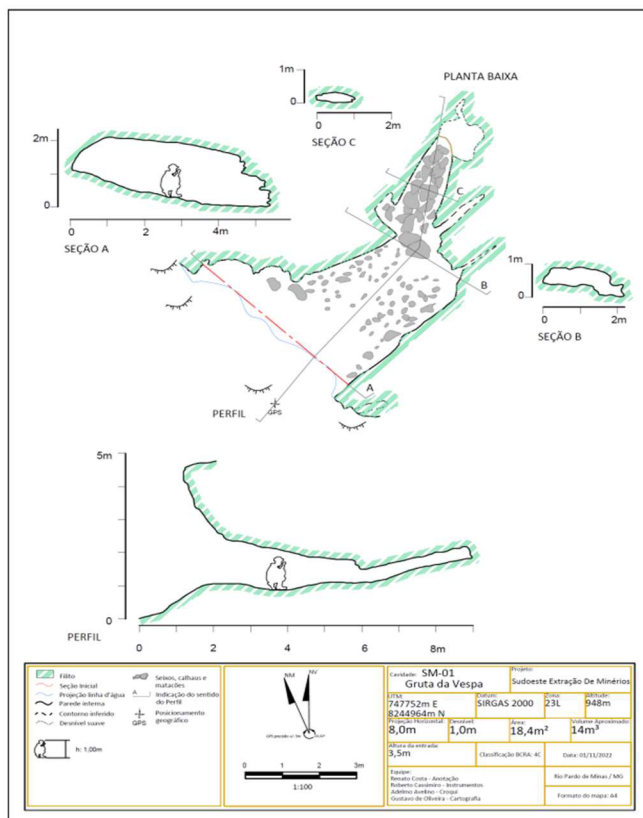 PLANTA BAIXA
1m
0
0
2m
SEÇÃO C
2m
0
0
2
4m
SEÇÃO A
C
B
1m
0
0
2m
SEÇÃO B
A
PERFIL
GPS
5m
0
PERFIL
0
2
4
6
8m
Filito
Seção Inicial
Projeção linha d'água
Parede interna
Contorno inferido
Desnível suave
h: 1,00m
Seixos, calhaus e
matacões
A
Indicação do sentido
do Perfil
GPS
Posicionamento
geográfico
NM
NV
0
1
2
3m
1:100
Cavidade:
SM-01
Gruta da Vespa
Projeto:
Sudoeste Extração De Minérios
UTM:
747752m E
8244964m N
Datum:
SIRGAS 2000
Zona:
23L
Altitude:
948m
Projeção Horizontal:
8,0m
Desnível:
1,0m
Área:
18,4m²
Volume Aproximado:
14m³
Altura da entrada:
3,5m
Classificação BCRA: 4C
Data: 01/11/2022
Equipe:
Renato Costa - Anotação
Roberto Cassimiro - Instrumentos
Adelino Avelino - Croqui
Gustavo de Oliveira - Cartografia
Rio Pardo de Minas / MG
Formato do mapa: A4